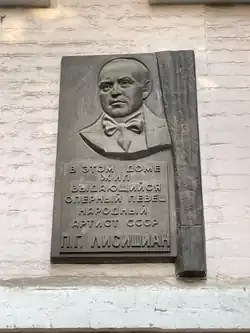 В ЭТОМ ДОМЕ
ЖИЛ
ВЫДАЮЩИЙСЯ
ОПЕРНЫЙ ПЕВЕЦ
НАРОДНЫЙ
АРТИСТ СССР
П.Г. ЛИСИЦИАН